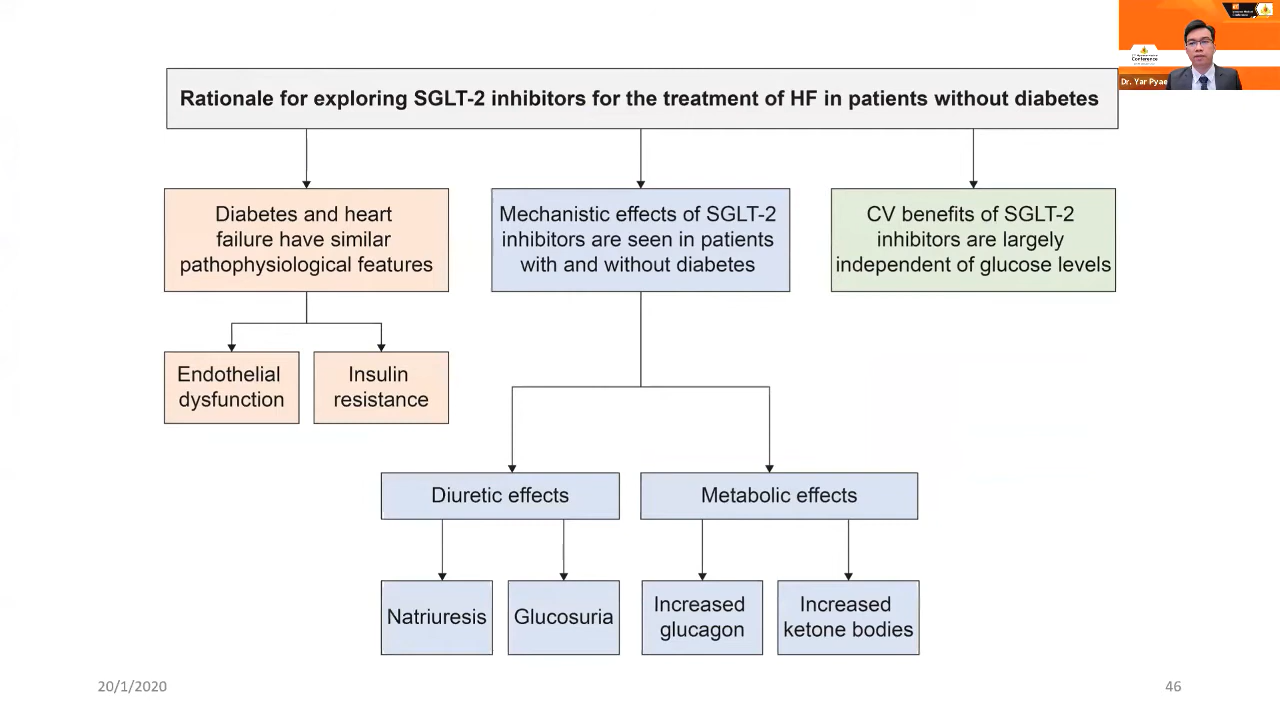 Conference
Dr. Yar Pyae
Rationale for exploring SGLT-2 inhibitors for the treatment of HF in patients without diabetes
Diabetes and heart
failure have similar
pathophysiological features
Mechanistic effects of SGLT-2
inhibitors are seen in patients
with and without diabetes
CV benefits of SGLT-2
inhibitors are largely
independent of glucose levels
Endothelial
dysfunction
Insulin
resistance
Diuretic effects
Metabolic effects
Natriuresis
Glucosuria
Increased
glucagon
Increased
ketone bodies
20/1/2020
46